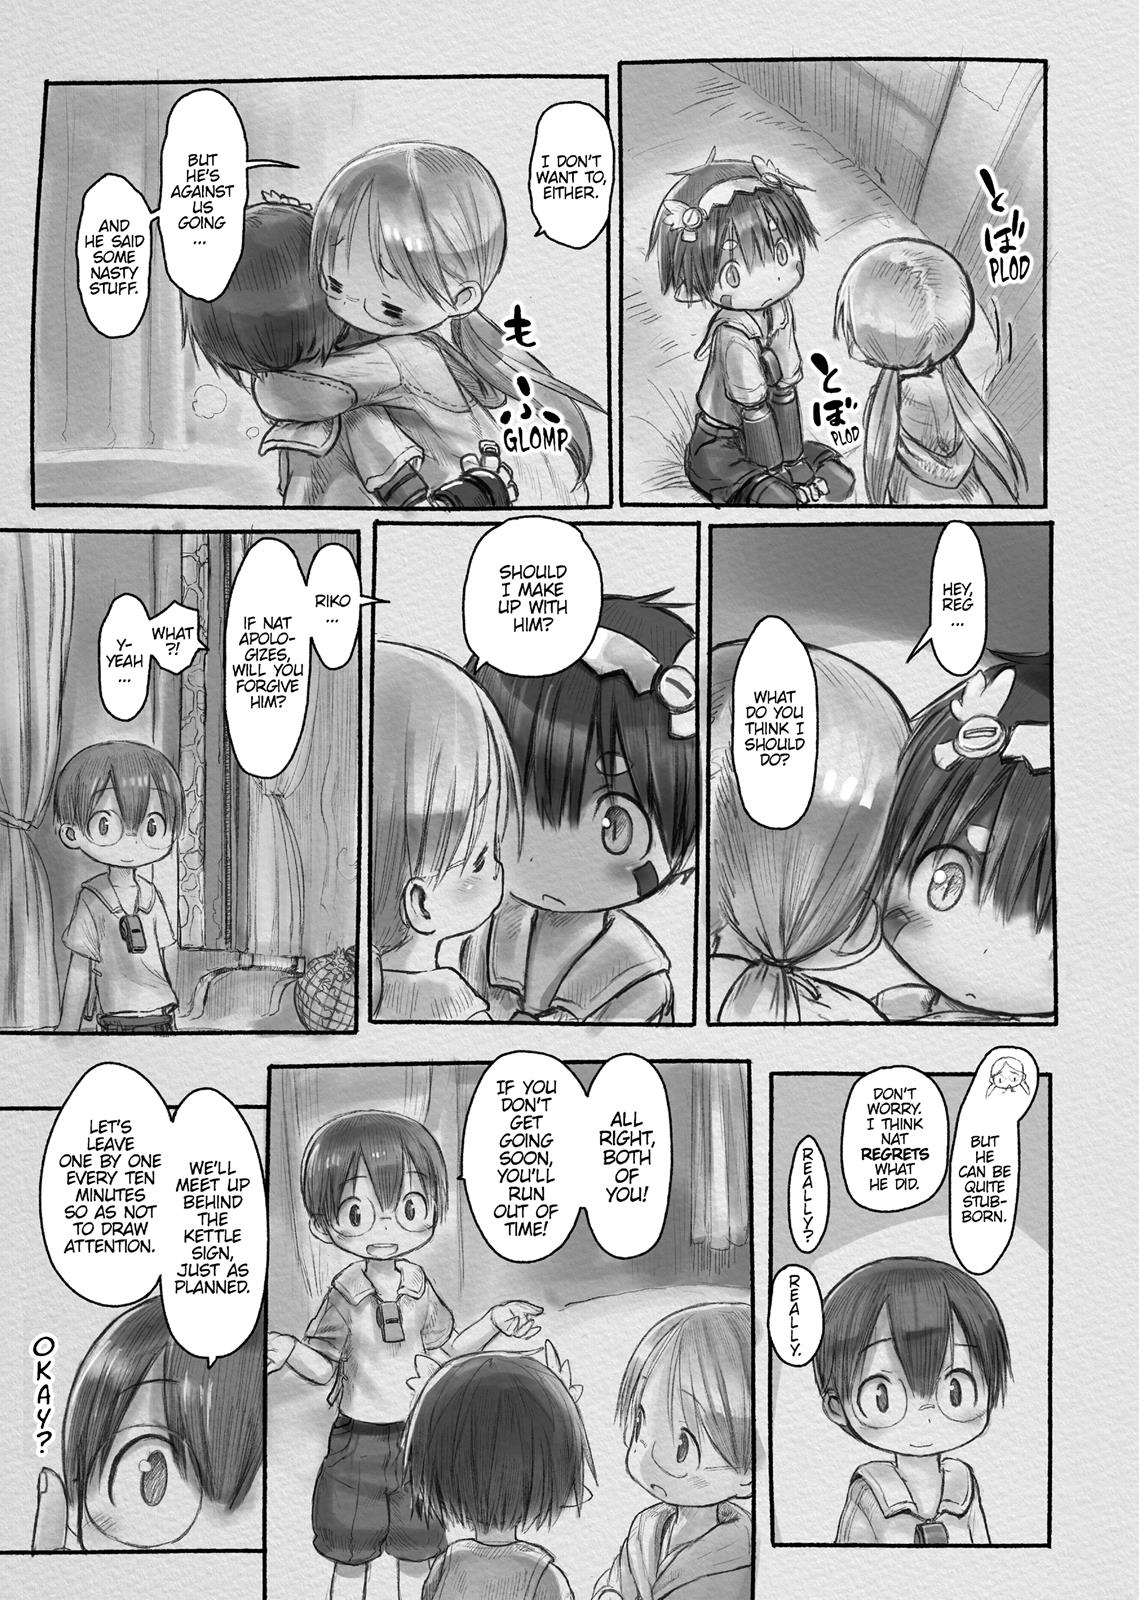 とぼ
PLOD
とぼ
PLOD
I DON'T
WANT TO,
EITHER.
BUT
HE'S
AGAINST
US
GOING
...
AND
HE SAID
SOME
NASTY
STUFF.
もふっ
GLOMP
HEY,
REG
...
WHAT
DO YOU
THINK I
SHOULD
DO?
SHOULD
I MAKE
UP WITH
HIM?
RIKO
...
IF NAT
APOLO-
GIZES,
WILL YOU
FORGIVE
HIM?
WHAT
?!
Y-
YEAH
...
BUT
HE
CAN BE
QUITE
STUB-
BORN.
DON'T
WORRY.
I THINK
NAT
REGRETS
WHAT
HE DID.
REALLY?
REALLY.
ALL
RIGHT,
BOTH
OF
YOU!
IF YOU
DON'T
GET
GOING
SOON,
YOU'LL
RUN
OUT OF
TIME!
WE'LL
MEET UP
BEHIND
THE
KETTLE
SIGN,
JUST AS
PLANNED.
LET'S
LEAVE
ONE BY ONE
EVERY TEN
MINUTES
SO AS NOT
TO DRAW
ATTENTION.
OKAY?